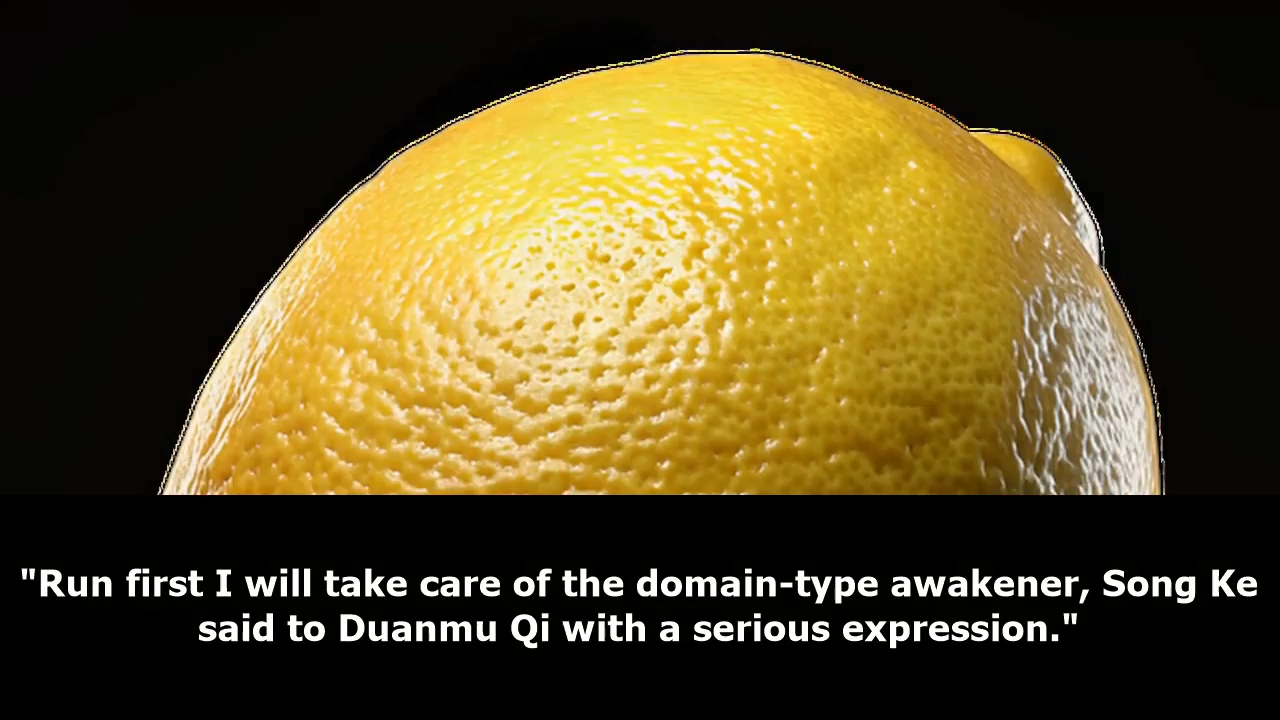 "Run first I will take care of the domain-type awakener, Song Ke
said to Duanmu Qi with a serious expression."